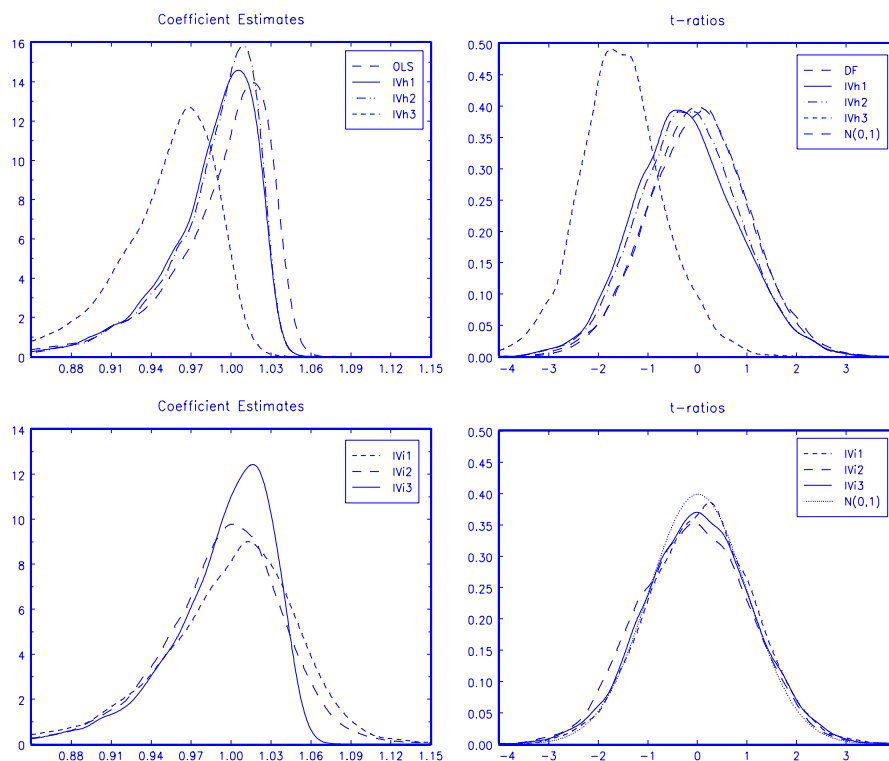 Coefficient Estimates
16
14
12
10
8
6
4
2
0
0.88 0.91 0.94 0.97 1.00 1.03 1.06 1.09 1.12 1.15
OLS
IVh1
IVh2
IVh3
t-ratios
0.50
0.45
0.40
0.35
0.30
0.25
0.20
0.15
0.10
0.05
0.00
-4 -3 -2 -1 0 1 2 3
DF
IVh1
IVh2
IVh3
N(0,1)
Coefficient Estimates
14
12
10
8
6
4
2
0
0.88 0.91 0.94 0.97 1.00 1.03 1.06 1.09 1.12 1.15
IVi1
IVi2
IVi3
t-ratios
0.50
0.45
0.40
0.35
0.30
0.25
0.20
0.15
0.10
0.05
0.00
-4 -3 -2 -1 0 1 2 3
IVi1
IVi2
IVi3
N(0,1)